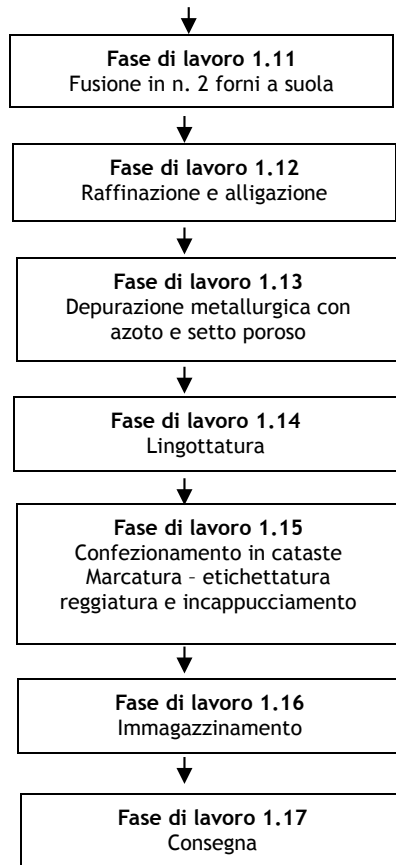 Fase di lavoro 1.11
Fusione in n. 2 forni a suola
Fase di lavoro 1.12
Raffinazione e alligazione
Fase di lavoro 1.13
Depurazione metallurgica con
azoto e setto poroso
Fase di lavoro 1.14
Lingottatura
Fase di lavoro 1.15
Confezionamento in cataste
Marcatura – etichettatura
reggiatura e incappucciamento
Fase di lavoro 1.16
Immagazzinamento
Fase di lavoro 1.17
Consegna